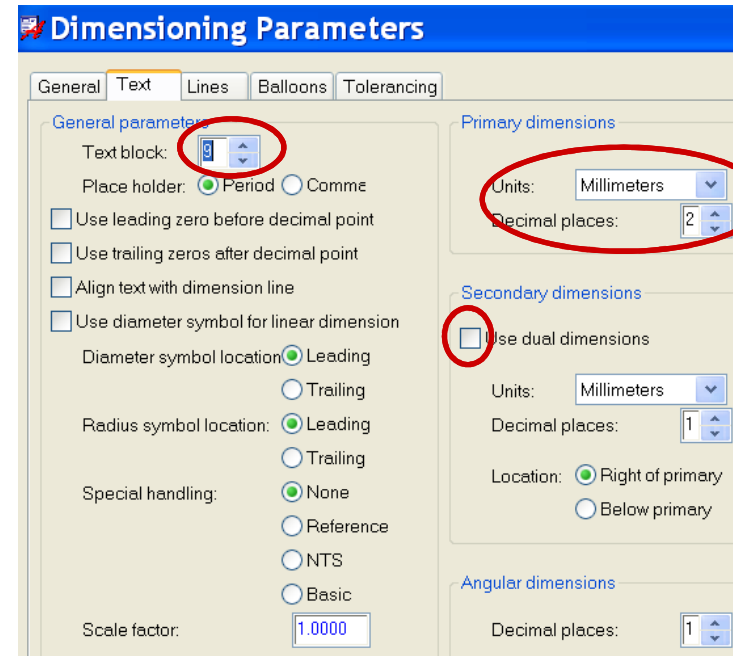 Dimensioning Parameters
General Text Lines Balloons Tolerancing
General parameters
Text block: 9
Place holder: Period Comma
Use leading zero before decimal point
Use trailing zeros after decimal point
Align text with dimension line
Use diameter symbol for linear dimension
Diameter symbol location Leading
Trailing
Radius symbol location: Leading
Trailing
Special handling: None
Reference
NTS
Basic
Scale factor: 1.0000
Primary dimensions
Units: Millimeters
Decimal places: 2
Secondary dimensions
Use dual dimensions
Units: Millimeters
Decimal places: 1
Location: Right of primary
Below primary
Angular dimensions
Decimal places: 1